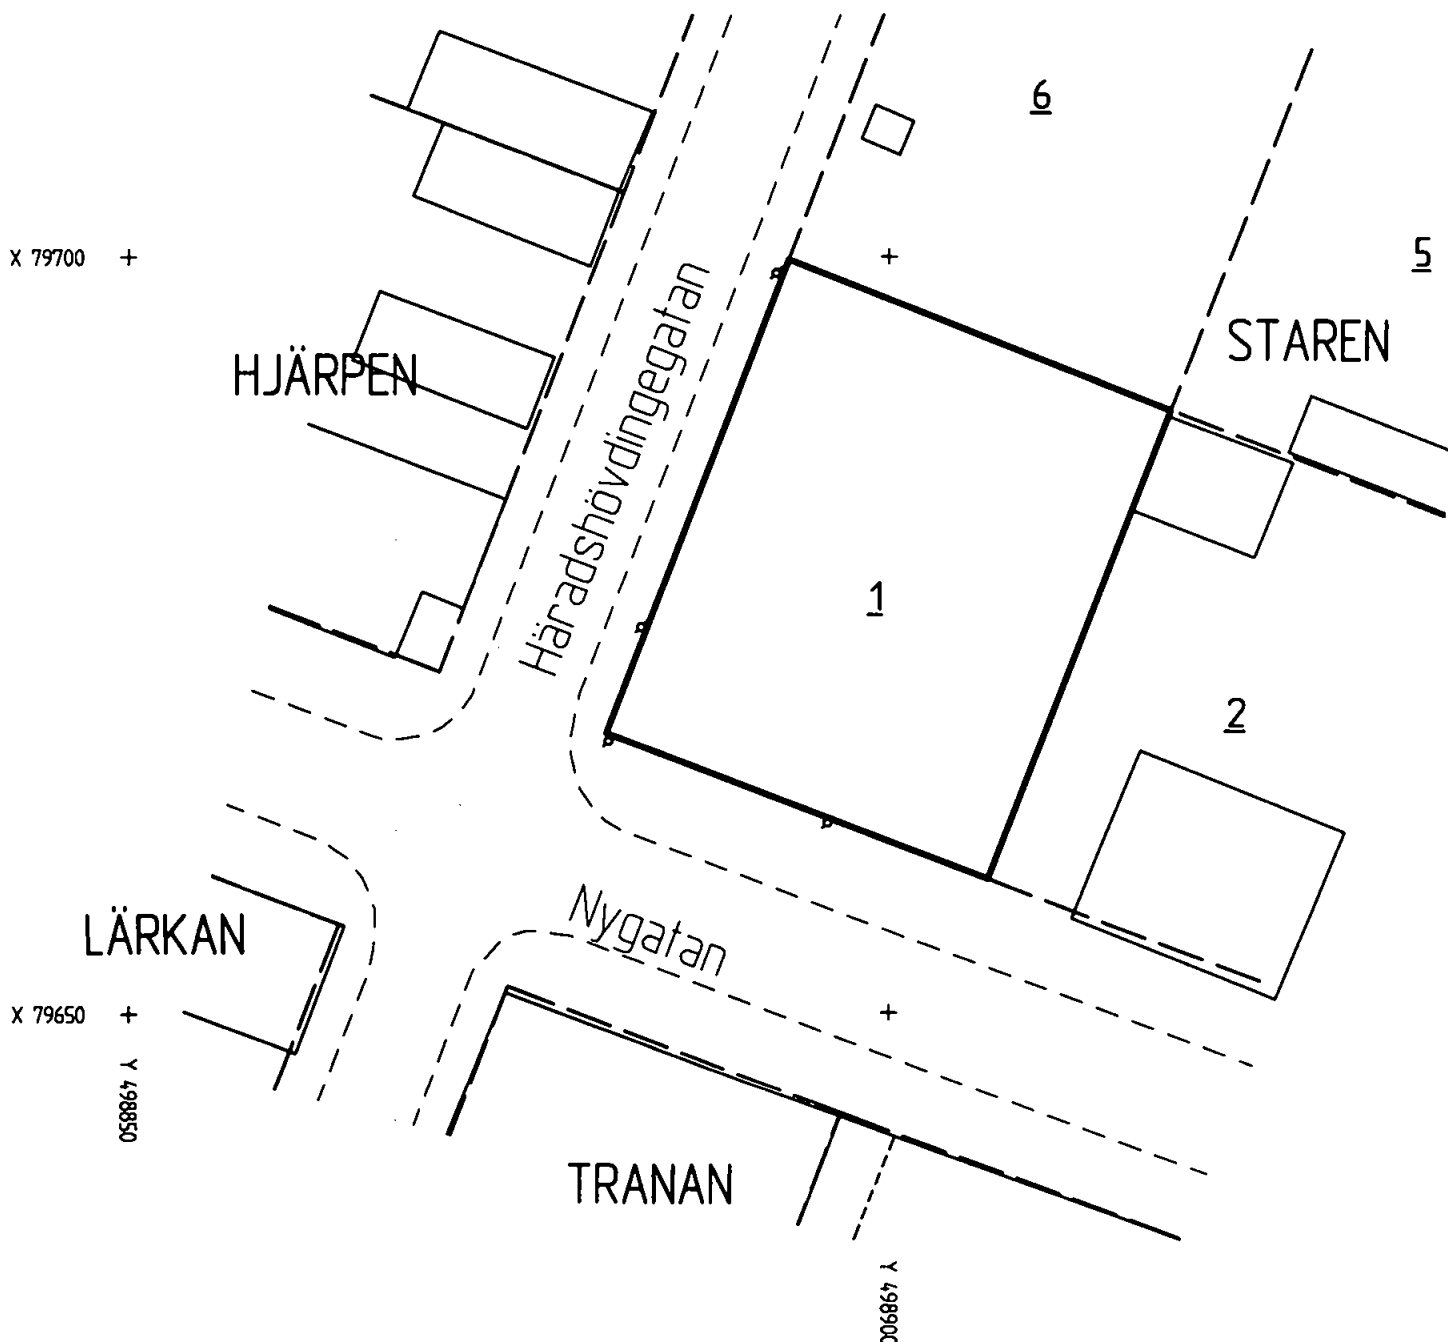 6
X 79700
5
STAREN
HJÄRPEN
Häradshövdingegatan
1
2
LÄRKAN
Nygatan
X 79650
Y 498850
TRANAN
Y 498900